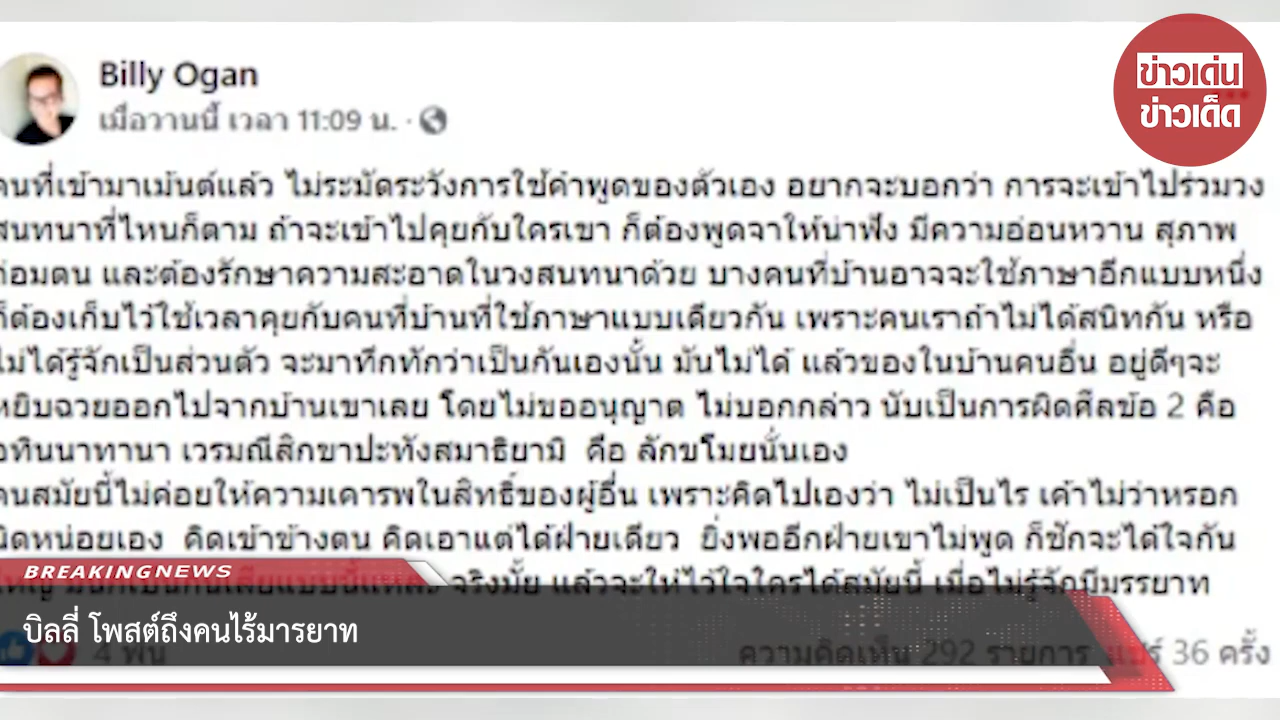 Billy Ogan
ข่าวเด่น
ข่าวเด็ด
เมื่อวานนี้ เวลา 11:09 น. ·
คนที่เข้ามาเม้นต์แล้ว ไม่ระมัดระวังการใช้คำพูดของตัวเอง อยากจะบอกว่า การจะเข้าไปร่วมวง
สนทนาที่ไหนก็ตาม ถ้าจะเข้าไปคุยกับใครเขา ก็ต้องพูดจาให้น่าฟัง มีความอ่อนหวาน สุภาพ
ถ่อมตน และต้องรักษาความสะอาดในวงสนทนาด้วย บางคนที่บ้านอาจจะใช้ภาษาอีกแบบหนึ่ง
ก็ต้องเก็บไว้ใช้เวลาคุยกับคนที่บ้านที่ใช้ภาษาแบบเดียวกัน เพราะคนเราถ้าไม่ได้สนิทกัน หรือ
ไม่ได้รู้จักเป็นส่วนตัว จะมาทึกทักว่าเป็นกันเองนั้น มันไม่ได้ แล้วของในบ้านคนอื่น อยู่ดีๆจะ
หยิบฉวยออกไปจากบ้านเขาเลย โดยไม่ขออนุญาต ไม่บอกกล่าว นับเป็นการผิดศีลข้อ 2 คือ
อทินนาทานา เวรมณีสิกขาปะทังสมาธิยามิ คือ ลักขโมยนั่นเอง
คนสมัยนี้ไม่ค่อยให้ความเคารพในสิทธิ์ของผู้อื่น เพราะคิดไปเองว่า ไม่เป็นไร เค้าไม่ว่าหรอก
นิดหน่อยเอง คิดเข้าข้างตน คิดเอาแต่ได้ฝ่ายเดียว ยิ่งพออีกฝ่ายเขาไม่พูด ก็ชักจะได้ใจกัน
ใหญ่ มันก็เป็นกันเสียแบบนี้แหละ จริงมั้ย แล้วจะให้ไว้ใจใครได้สมัยนี้ เมื่อไม่รู้จักมีมรรยาท
BREAKING NEWS
บิลลี่ โพสต์ถึงคนไร้มารยาท
4 พัน
ความคิดเห็น 292 รายการ แชร์ 36 ครั้ง